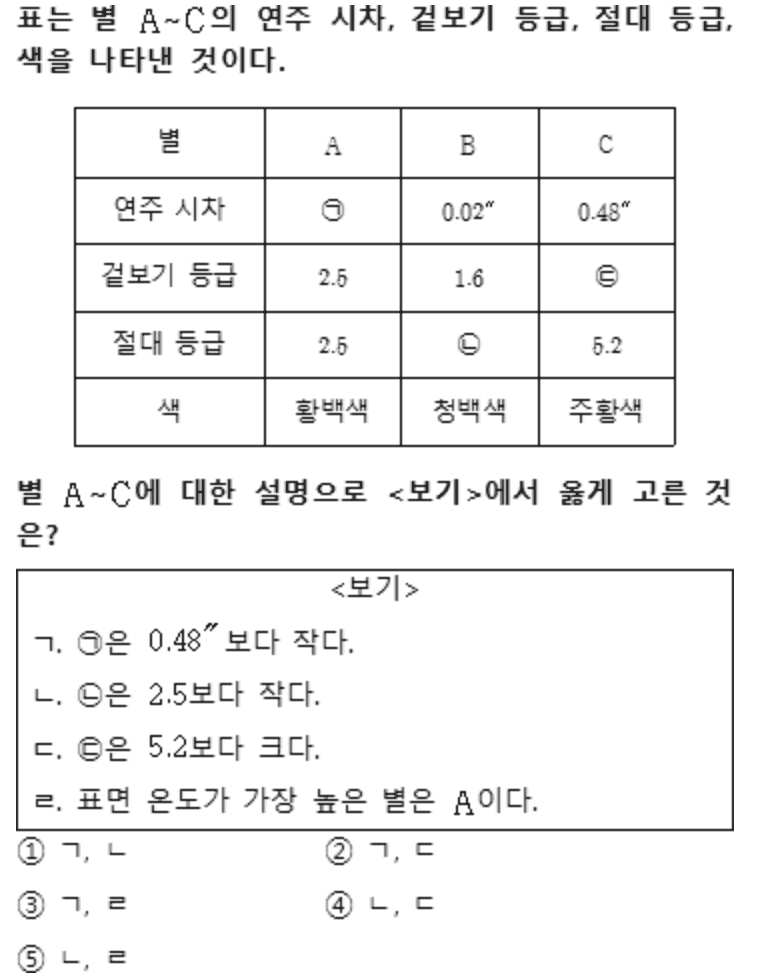 표는 별 A~C의 연주 시차, 겉보기 등급, 절대 등급,
색을 나타낸 것이다.
별 A B C
연주 시차 ㉠ 0.02″ 0.48″
겉보기 등급 2.5 1.6 ㉢
절대 등급 2.5 ㉡ 5.2
색 황백색 청백색 주황색
별 A~C에 대한 설명으로 <보기>에서 옳게 고른 것
은?
<보기>
ㄱ. ㉠은 0.48″보다 작다.
ㄴ. ㉡은 2.5보다 작다.
ㄷ. ㉢은 5.2보다 크다.
ㄹ. 표면 온도가 가장 높은 별은 A이다.
① ㄱ, ㄴ ② ㄱ, ㄷ
③ ㄱ, ㄹ ④ ㄴ, ㄷ
⑤ ㄴ, ㄹ